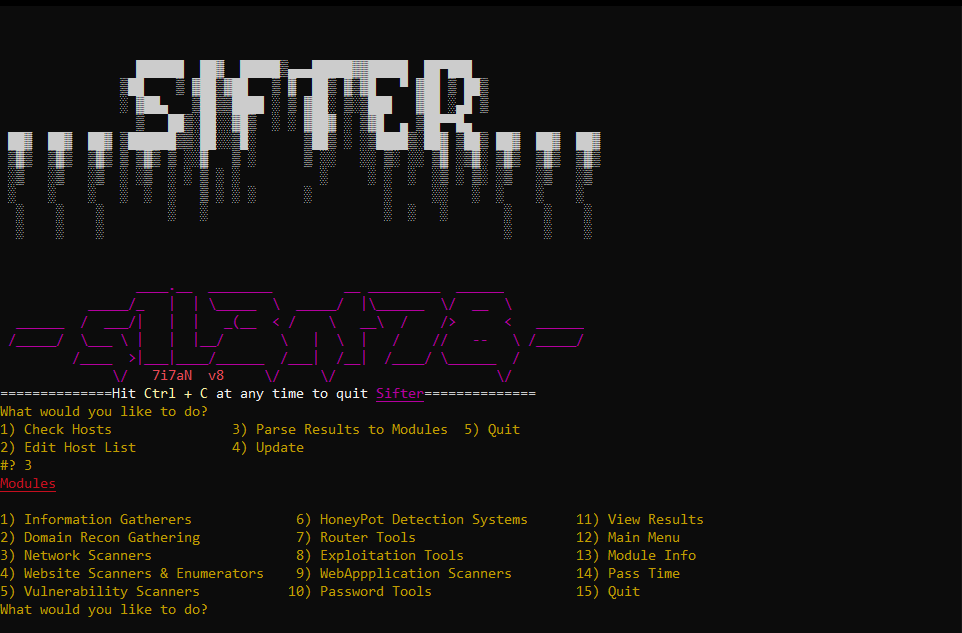 SIFTER
-s1L3n78-
7i7aN v8
==============Hit Ctrl + C at any time to quit Sifter==============
What would you like to do?
1) Check Hosts 3) Parse Results to Modules 5) Quit
2) Edit Host List 4) Update
#? 3
Modules
1) Information Gatherers 6) HoneyPot Detection Systems 11) View Results
2) Domain Recon Gathering 7) Router Tools 12) Main Menu
3) Network Scanners 8) Exploitation Tools 13) Module Info
4) Website Scanners & Enumerators 9) WebAppplication Scanners 14) Pass Time
5) Vulnerability Scanners 10) Password Tools 15) Quit
What would you like to do?